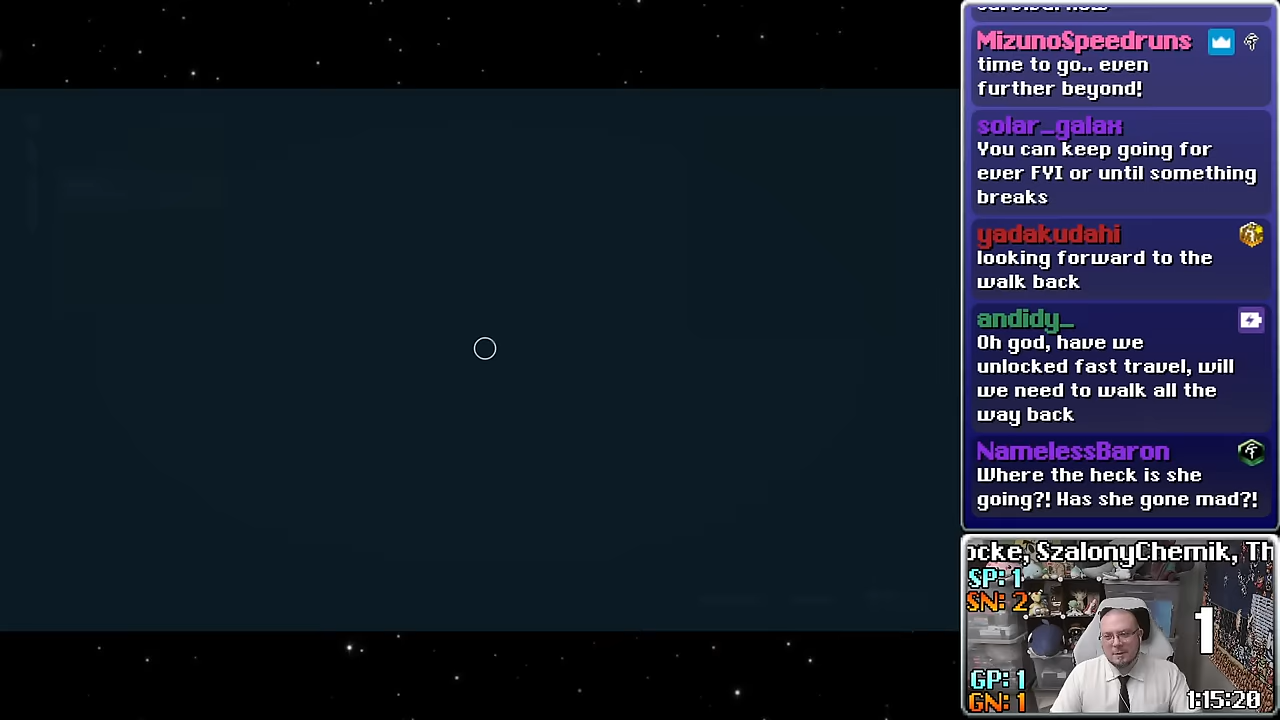 MizunoSpeedruns
time to go.. even
further beyond!
solar_galax
You can keep going for
ever FYI or until something
breaks
yadakudahi
looking forward to the
walk back
andidy_
Oh god, have we
unlocked fast travel, will
we need to walk all the
way back
NamelessBaron
Where the heck is she
going?! Has she gone mad?!
ocke, SzalonyChemik, Th
SP: 1
SN: 2
1
GP: 1
GN: 1
1:15:20